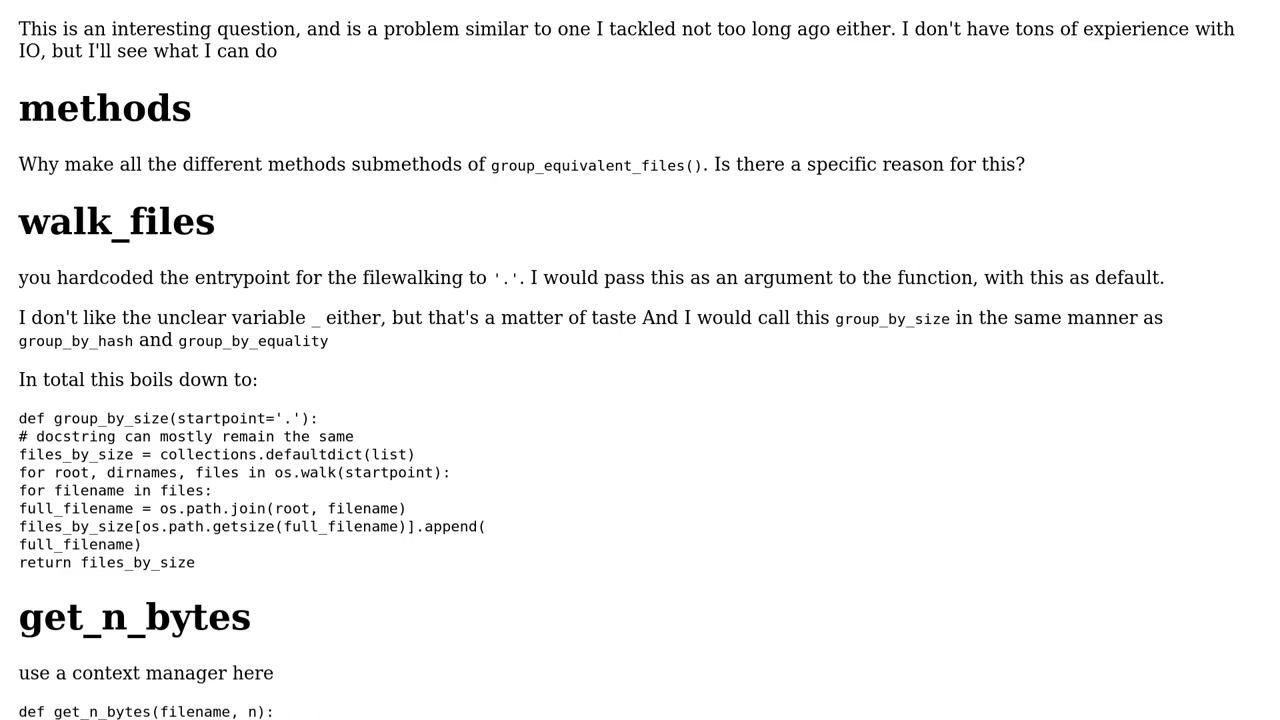 This is an interesting question, and is a problem similar to one I tackled not too long ago either. I don't have tons of expierience with
IO, but I'll see what I can do
methods
Why make all the different methods submethods of group_equivalent_files(). Is there a specific reason for this?
walk_files
you hardcoded the entrypoint for the filewalking to '.'. I would pass this as an argument to the function, with this as default.
I don't like the unclear variable _ either, but that's a matter of taste And I would call this group_by_size in the same manner as
group_by_hash and group_by_equality
In total this boils down to:
def group_by_size(startpoint='.'):
# docstring can mostly remain the same
files_by_size = collections.defaultdict(list)
for root, dirnames, files in os.walk(startpoint):
for filename in files:
full_filename = os.path.join(root, filename)
files_by_size[os.path.getsize(full_filename)].append(
full_filename)
return files_by_size
get_n_bytes
use a context manager here
def get_n_bytes(filename, n):